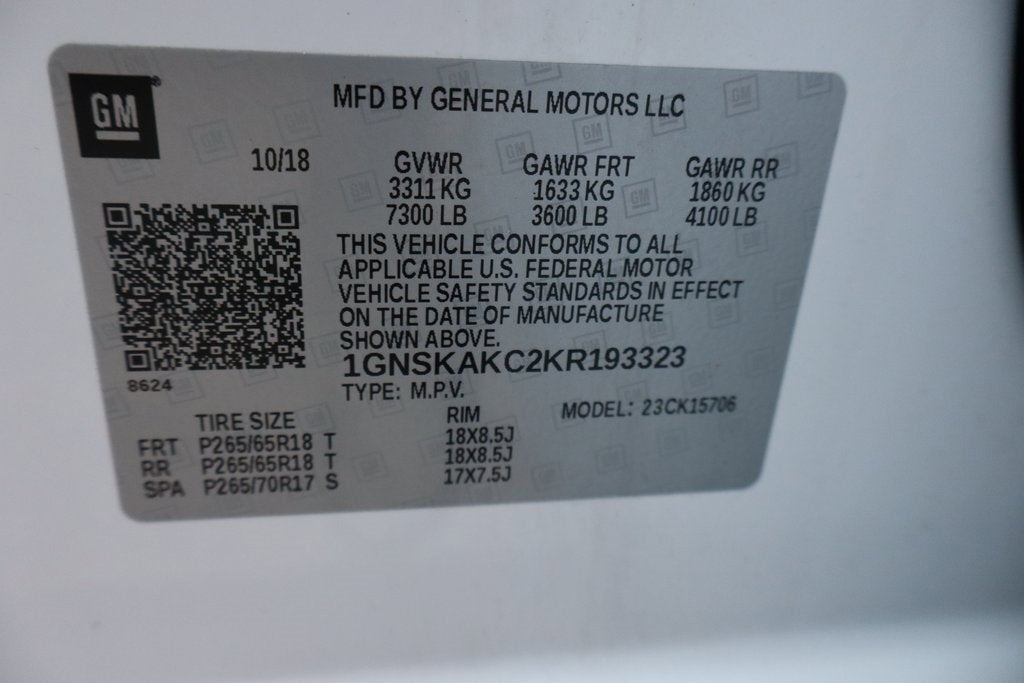 GM
MFD BY GENERAL MOTORS LLC
10/18 GVWR GAWR FRT GAWR RR
3311 KG 1633 KG 1860 KG
7300 LB 3600 LB 4100 LB
THIS VEHICLE CONFORMS TO ALL
APPLICABLE U.S. FEDERAL MOTOR
VEHICLE SAFETY STANDARDS IN EFFECT
ON THE DATE OF MANUFACTURE
SHOWN ABOVE.
1GNSKAKC2KR193323
8624
TYPE: M.P.V. MODEL: 23CK15706
TIRE SIZE RIM
FRT P265/65R18 T 18X8.5J
RR P265/65R18 T 18X8.5J
SPA P265/70R17 S 17X7.5J